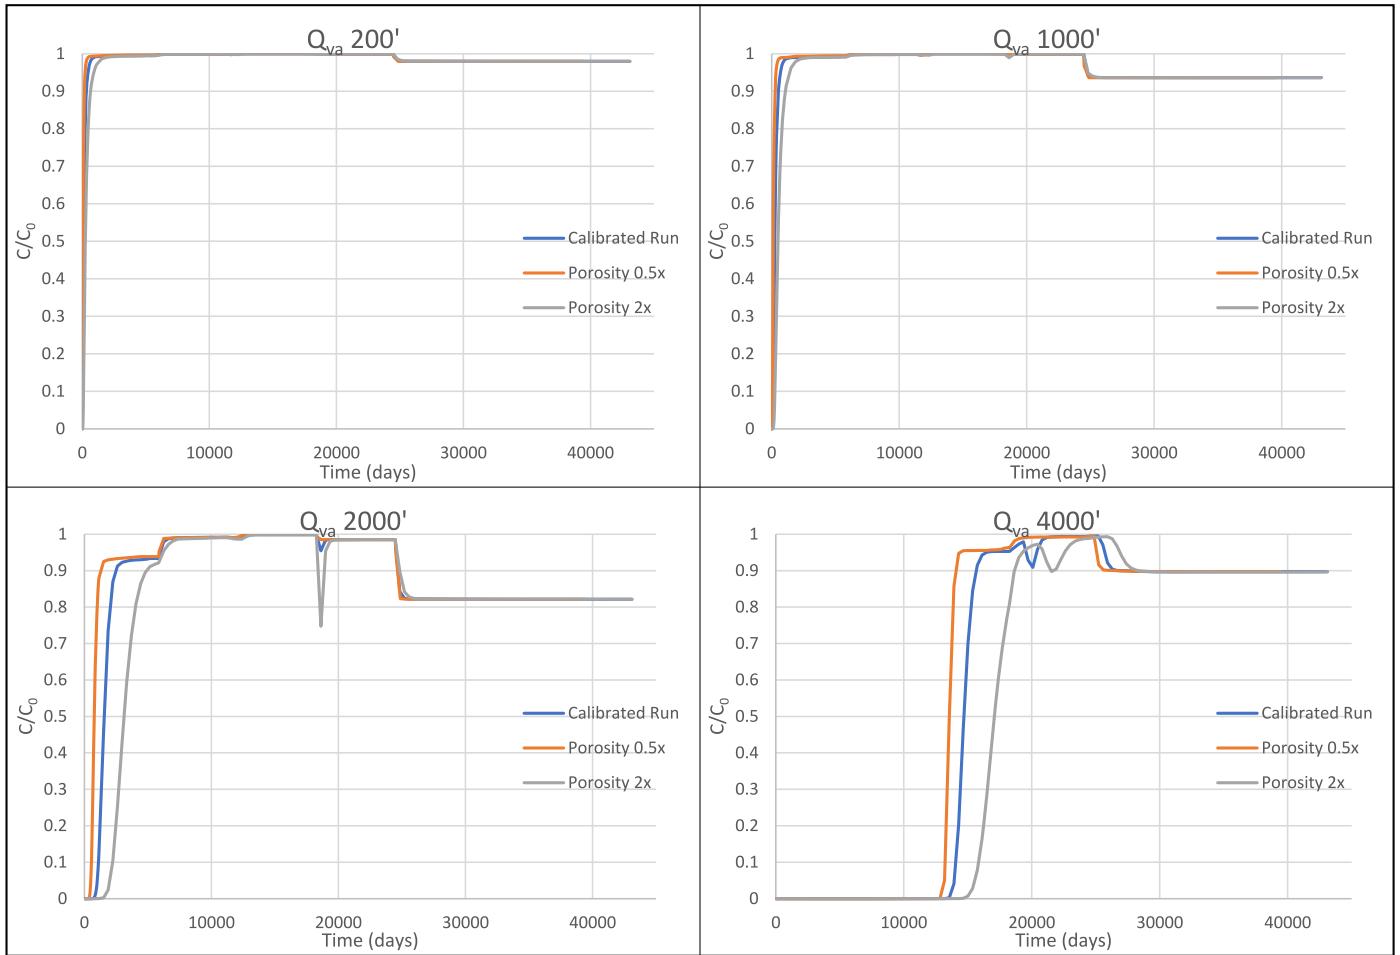 Q_va 200'
1
0.9
0.8
0.7
0.6
0.5
0.4
0.3
0.2
0.1
0
C/C₀
Calibrated Run
Porosity 0.5x
Porosity 2x
0 10000 20000 30000 40000
Time (days)
Q_va 1000'
1
0.9
0.8
0.7
0.6
0.5
0.4
0.3
0.2
0.1
0
C/C₀
Calibrated Run
Porosity 0.5x
Porosity 2x
0 10000 20000 30000 40000
Time (days)
Q_va 2000'
1
0.9
0.8
0.7
0.6
0.5
0.4
0.3
0.2
0.1
0
C/C₀
Calibrated Run
Porosity 0.5x
Porosity 2x
0 10000 20000 30000 40000
Time (days)
Q_va 4000'
1
0.9
0.8
0.7
0.6
0.5
0.4
0.3
0.2
0.1
0
C/C₀
Calibrated Run
Porosity 0.5x
Porosity 2x
0 10000 20000 30000 40000
Time (days)